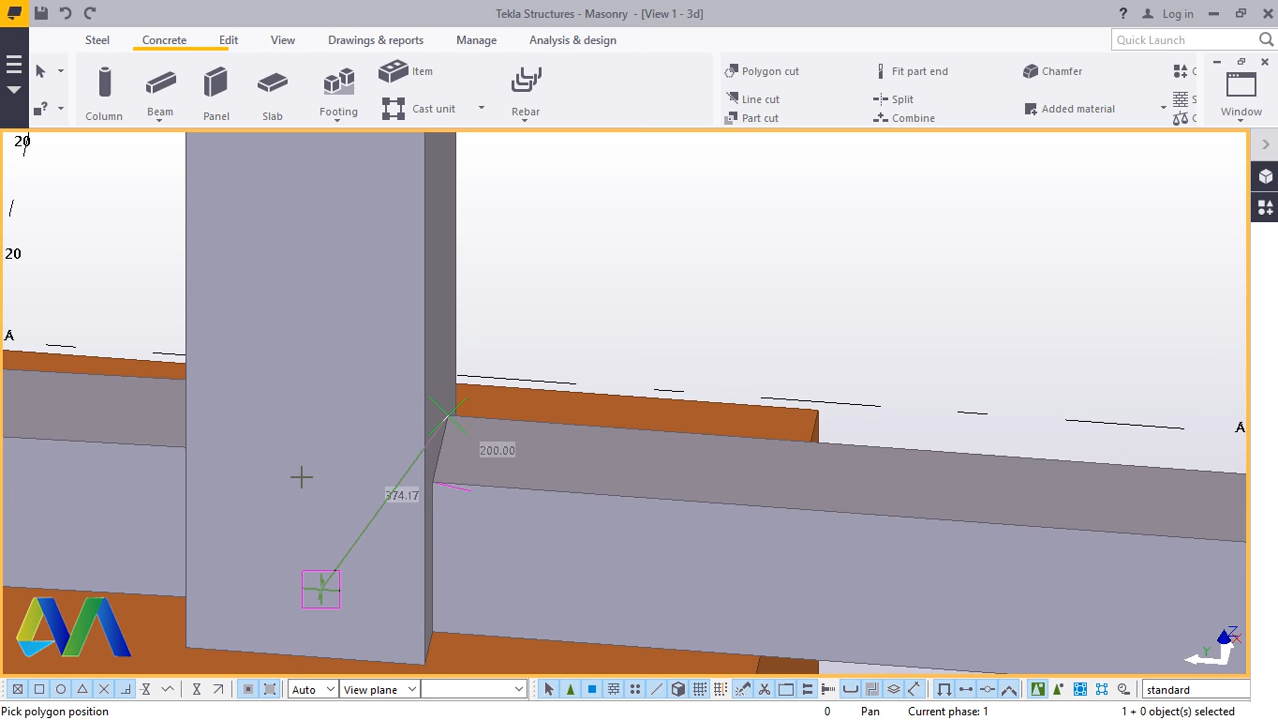 Tekla Structures - Masonry  - [View 1 - 3d]
? Log in
Steel Concrete Edit View Drawings & reports Manage Analysis & design
Quick Launch
Item
Cast unit
Column Beam Panel Slab Footing Rebar
Polygon cut Fit part end Chamfer C
Line cut Split Added material S
Part cut Combine C
Window
20
20
A
A
200.00
374.17
Z
X
Y
Auto View plane standard
Pick polygon position 0 Pan Current phase: 1 1 + 0 object(s) selected